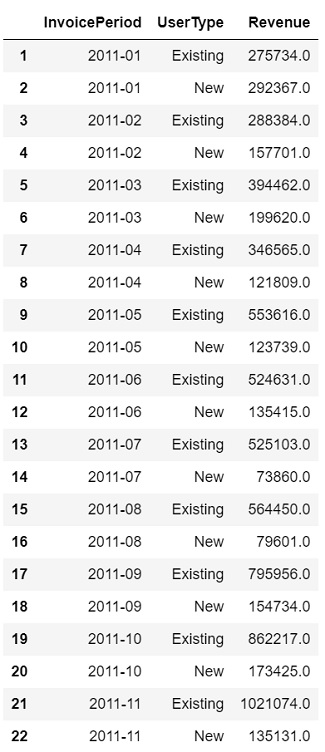 InvoicePeriod UserType Revenue
1 2011-01 Existing 275734.0
2 2011-01 New 292367.0
3 2011-02 Existing 288384.0
4 2011-02 New 157701.0
5 2011-03 Existing 394462.0
6 2011-03 New 199620.0
7 2011-04 Existing 346565.0
8 2011-04 New 121809.0
9 2011-05 Existing 553616.0
10 2011-05 New 123739.0
11 2011-06 Existing 524631.0
12 2011-06 New 135415.0
13 2011-07 Existing 525103.0
14 2011-07 New 73860.0
15 2011-08 Existing 564450.0
16 2011-08 New 79601.0
17 2011-09 Existing 795956.0
18 2011-09 New 154734.0
19 2011-10 Existing 862217.0
20 2011-10 New 173425.0
21 2011-11 Existing 1021074.0
22 2011-11 New 135131.0